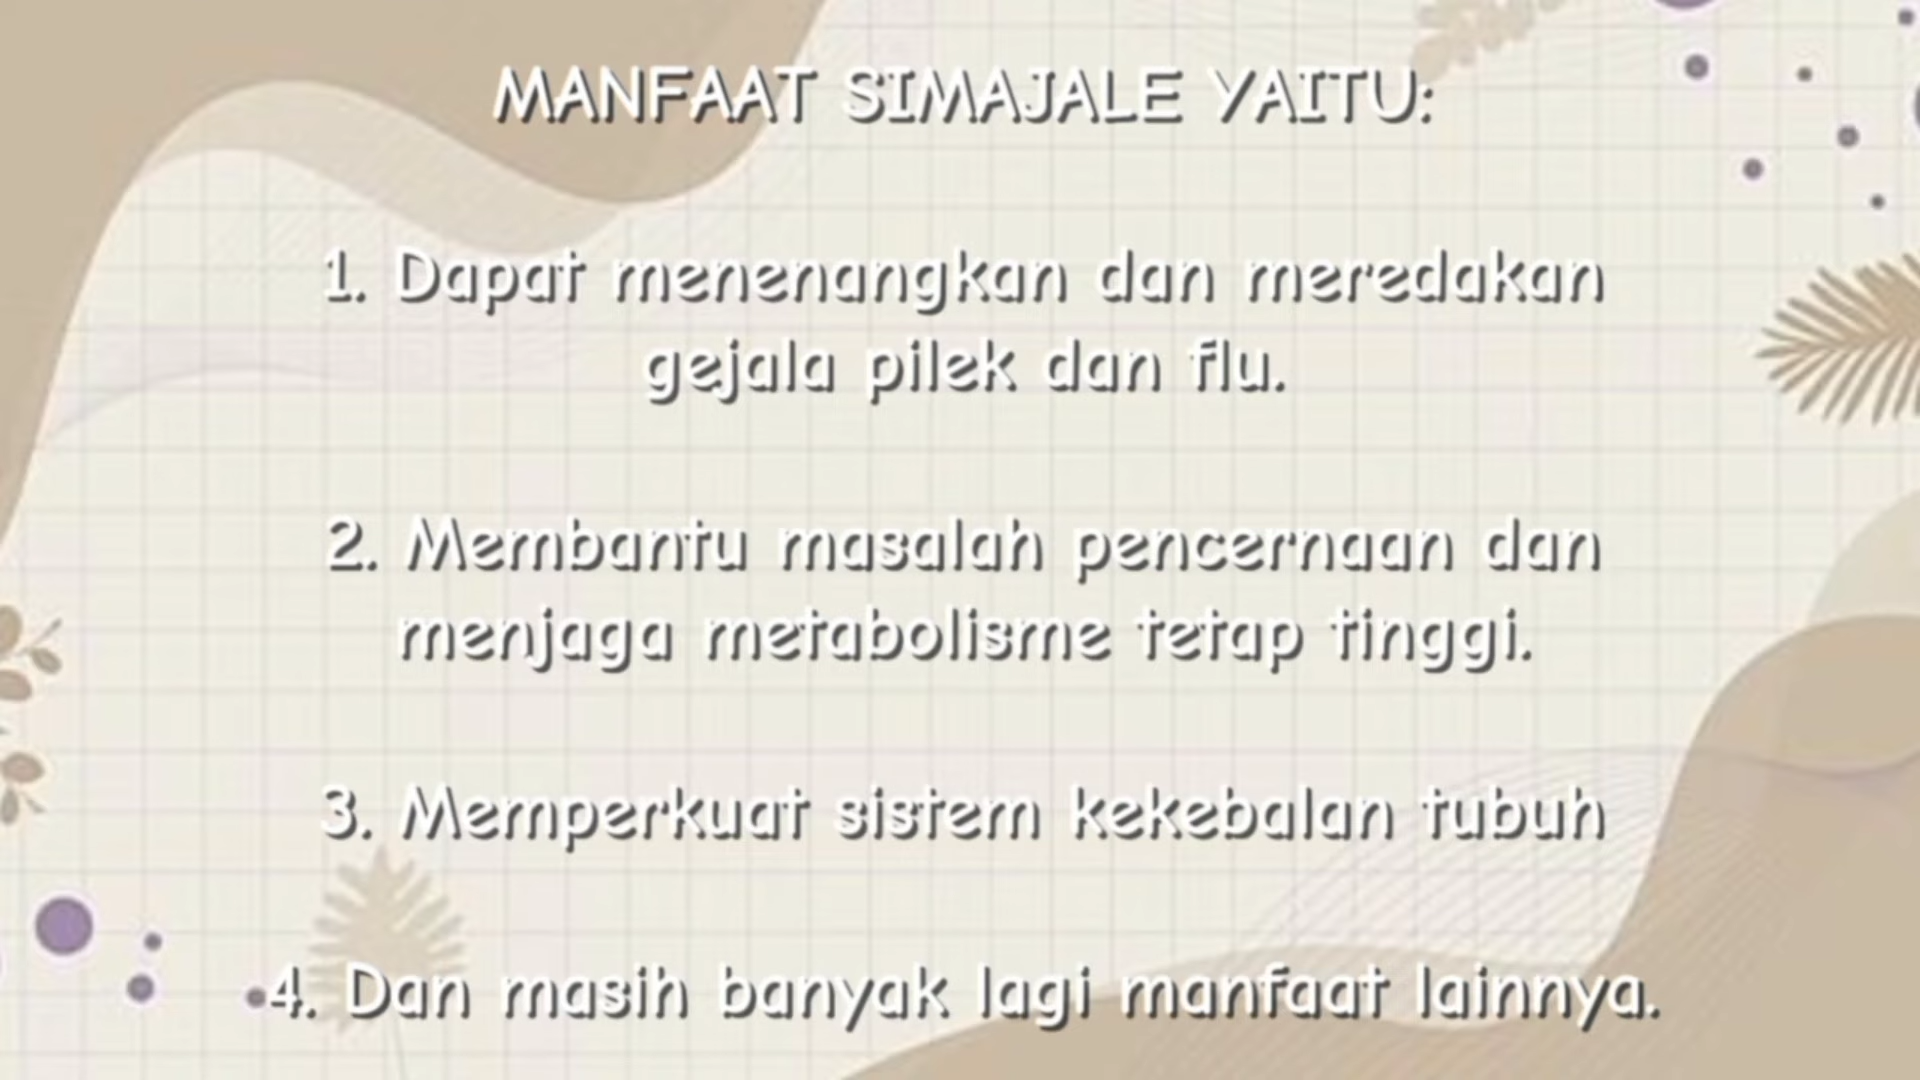 MANFAAT SIMAJALE YAITU:
1. Dapat menenangkan dan meredakan
gejala pilek dan flu.
2. Membantu masalah pencernaan dan
menjaga metabolisme tetap tinggi.
3. Memperkuat sistem kekebalan tubuh
4. Dan masih banyak lagi manfaat lainnya.